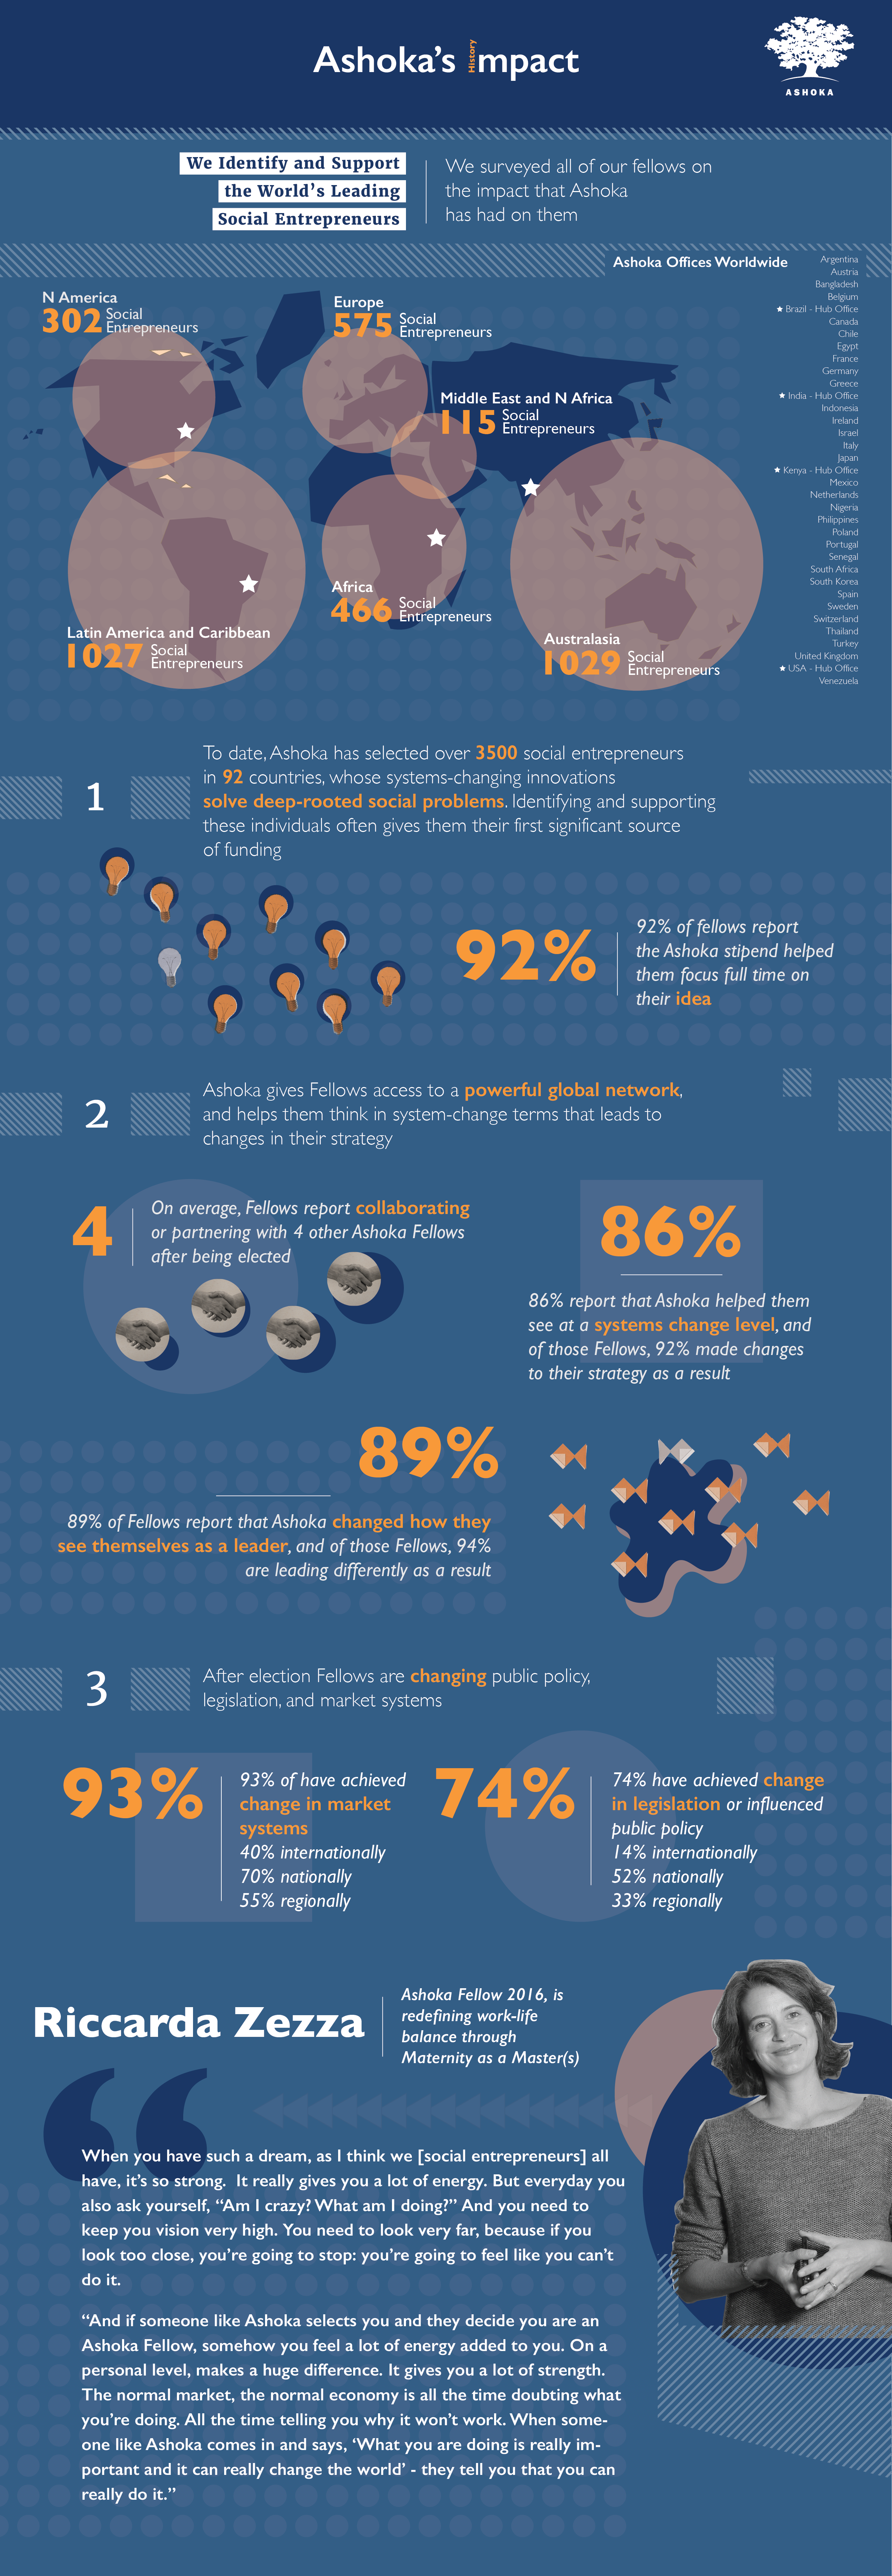 Ashoka's Impact
History
ASHOKA
We Identify and Support
the World's Leading
Social Entrepreneurs
We surveyed all of our fellows on
the impact that Ashoka
has had on them
Ashoka Offices Worldwide
Argentina
Austria
Bangladesh
Belgium
Brazil - Hub Office
Canada
Chile
Egypt
France
Germany
Greece
India - Hub Office
Indonesia
Ireland
Israel
Italy
Japan
Kenya - Hub Office
Mexico
Netherlands
Nigeria
Philippines
Poland
Portugal
Senegal
South Africa
South Korea
Spain
Sweden
Switzerland
Thailand
Turkey
United Kingdom
USA - Hub Office
Venezuela
N America
302 Social
Entrepreneurs
Europe
575 Social
Entrepreneurs
Middle East and N Africa
115 Social
Entrepreneurs
Africa
466 Social
Entrepreneurs
Latin America and Caribbean
1027 Social
Entrepreneurs
Australasia
1029 Social
Entrepreneurs
1
To date, Ashoka has selected over 3500 social entrepreneurs
in 92 countries, whose systems-changing innovations
solve deep-rooted social problems. Identifying and supporting
these individuals often gives them their first significant source
of funding
92%
92% of fellows report
the Ashoka stipend helped
them focus full time on
their idea
2
Ashoka gives Fellows access to a powerful global network,
and helps them think in system-change terms that leads to
changes in their strategy
4
On average, Fellows report collaborating
or partnering with 4 other Ashoka Fellows
after being elected
86%
86% report that Ashoka helped them
see at a systems change level, and
of those Fellows, 92% made changes
to their strategy as a result
89%
89% of Fellows report that Ashoka changed how they
see themselves as a leader, and of those Fellows, 94%
are leading differently as a result
3
After election Fellows are changing public policy,
legislation, and market systems
93%
93% of have achieved
change in market
systems
40% internationally
70% nationally
55% regionally
74%
74% have achieved change
in legislation or influenced
public policy
14% internationally
52% nationally
33% regionally
Riccarda Zezza
Ashoka Fellow 2016, is
redefining work-life
balance through
Maternity as a Master(s)
“
When you have such a dream, as I think we [social entrepreneurs] all
have, it's so strong.  It really gives you a lot of energy. But everyday you
also ask yourself, “Am I crazy? What am I doing?” And you need to
keep you vision very high. You need to look very far, because if you
look too close, you're going to stop: you're going to feel like you can't
do it.
“And if someone like Ashoka selects you and they decide you are an
Ashoka Fellow, somehow you feel a lot of energy added to you. On a
personal level, makes a huge difference. It gives you a lot of strength.
The normal market, the normal economy is all the time doubting what
you're doing. All the time telling you why it won't work. When some-
one like Ashoka comes in and says, ‘What you are doing is really im-
portant and it can really change the world’ - they tell you that you can
really do it.”